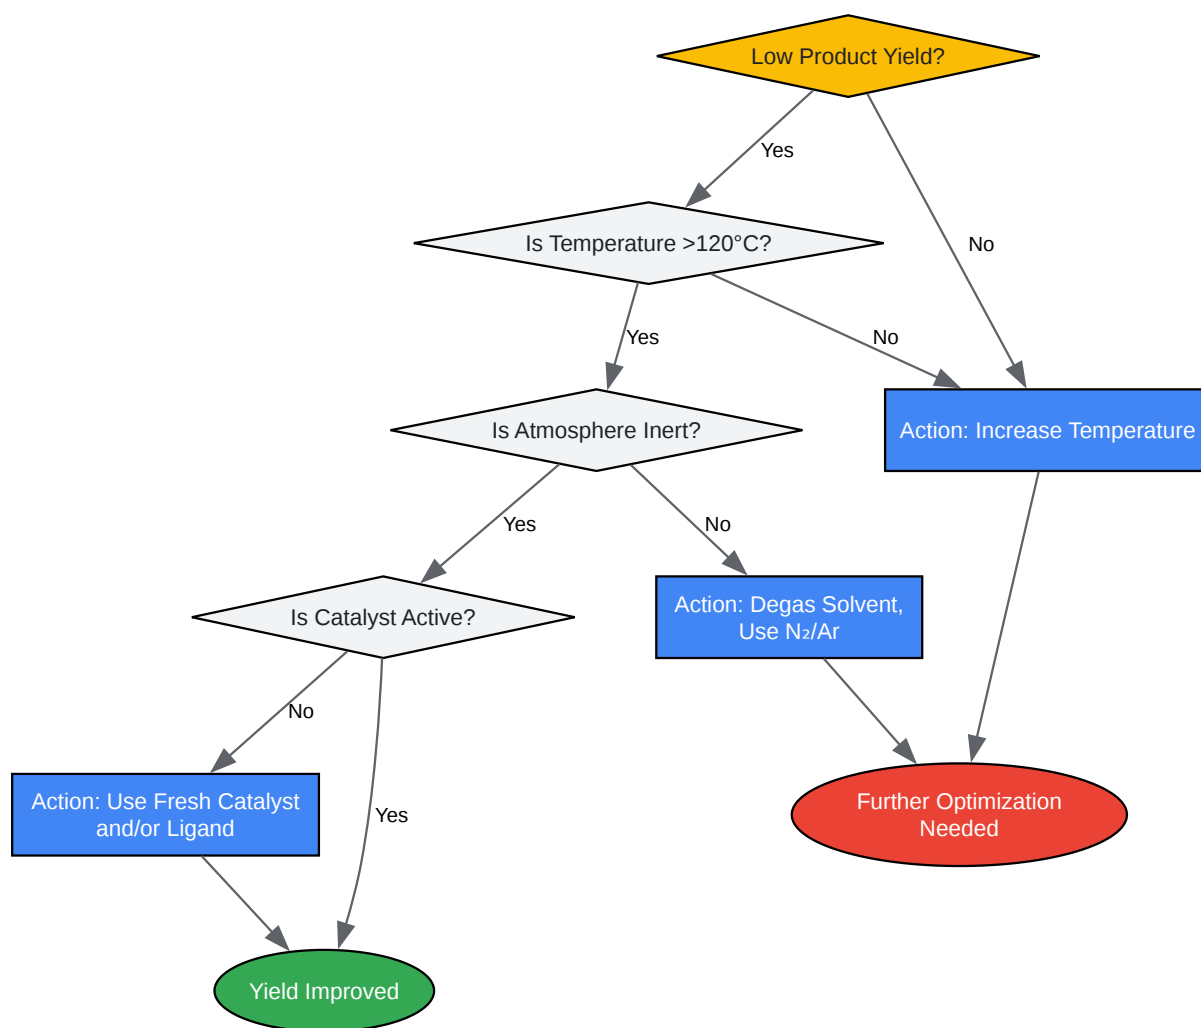 Low Product Yield?
Yes
Is Temperature >120°C?
No
Yes
No
Action: Increase Temperature
Is Atmosphere Inert?
Yes
No
Is Catalyst Active?
Action: Degas Solvent,
Use N₂/Ar
No
Action: Use Fresh Catalyst
and/or Ligand
Yes
Further Optimization
Needed
Yield Improved